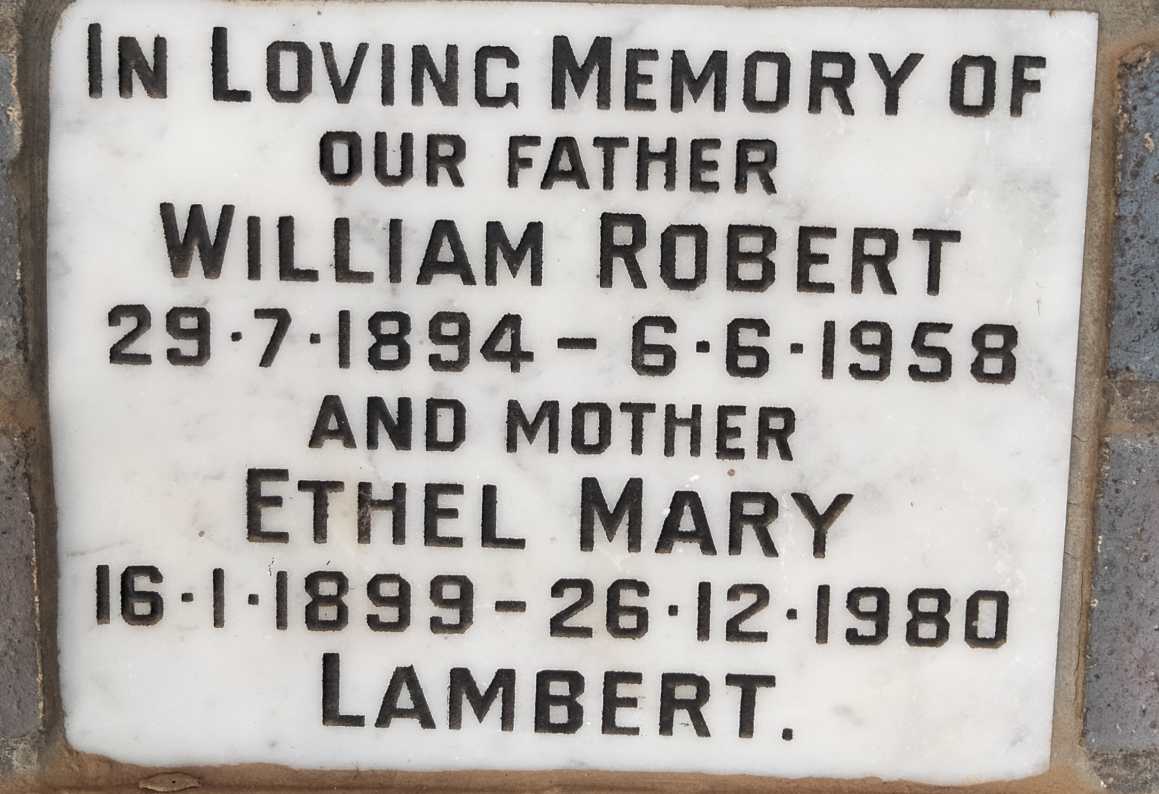 IN LOVING MEMORY OF
OUR FATHER
WILLIAM ROBERT
29·7·1894 – 6·6·1958
AND MOTHER
ETHEL MARY
16·1·1899 – 26·12·1980
LAMBERT.